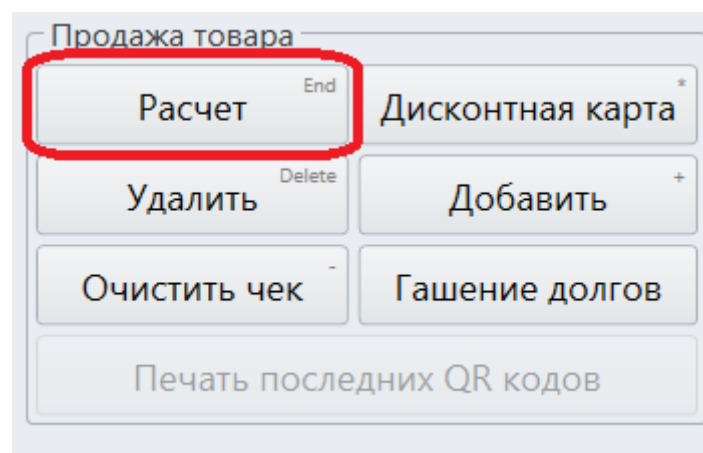 Продажа товара
Расчет End
Дисконтная карта *
Удалить Delete
Добавить +
Очистить чек -
Гашение долгов
Печать последних QR кодов